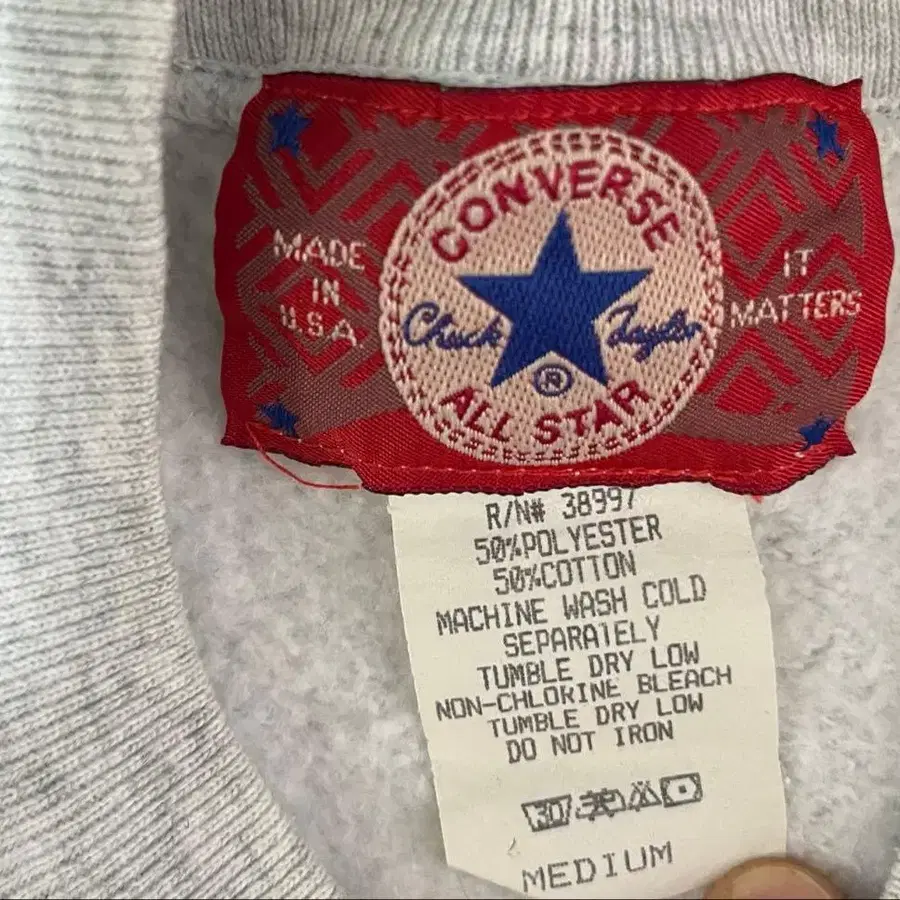 CONVERSE
MADE
IN
U.S.A.
IT
MATTERS
Chuck Taylor
®
ALL STAR
R/N# 38997
50%POLYESTER
50%COTTON
MACHINE WASH COLD
SEPARATELY
TUMBLE DRY LOW
NON-CHLORINE BLEACH
TUMBLE DRY LOW
DO NOT IRON
MEDIUM